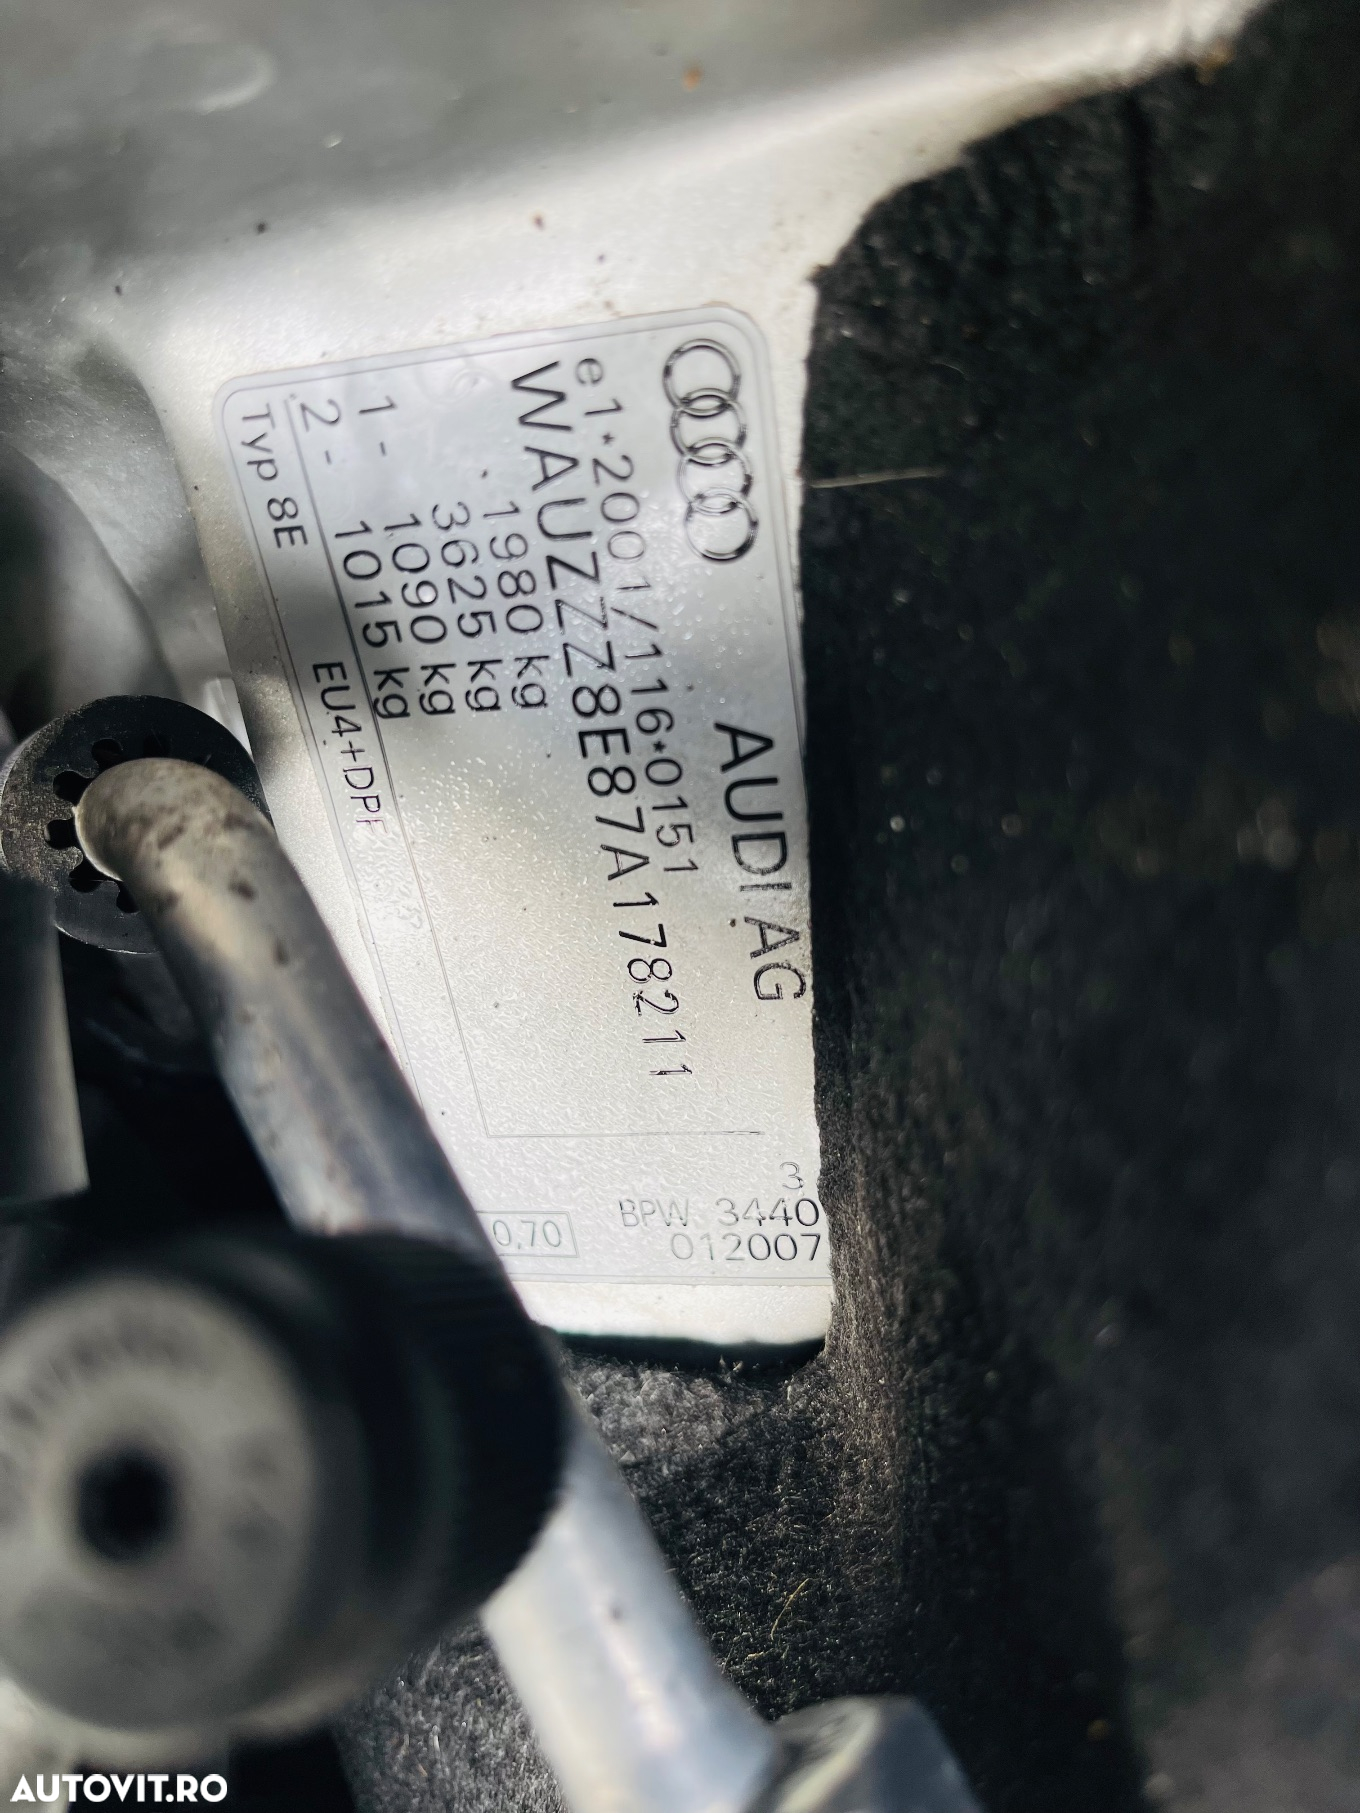 AUDI AG
e1*2001/116*0151
WAUZZZ8E87A178211
1980 kg
3625 kg
1- 1090 kg
2- 1015 kg
Typ 8E EU4+DPF
3
BPW 3440
012007
0,70
AUTOVIT.RO